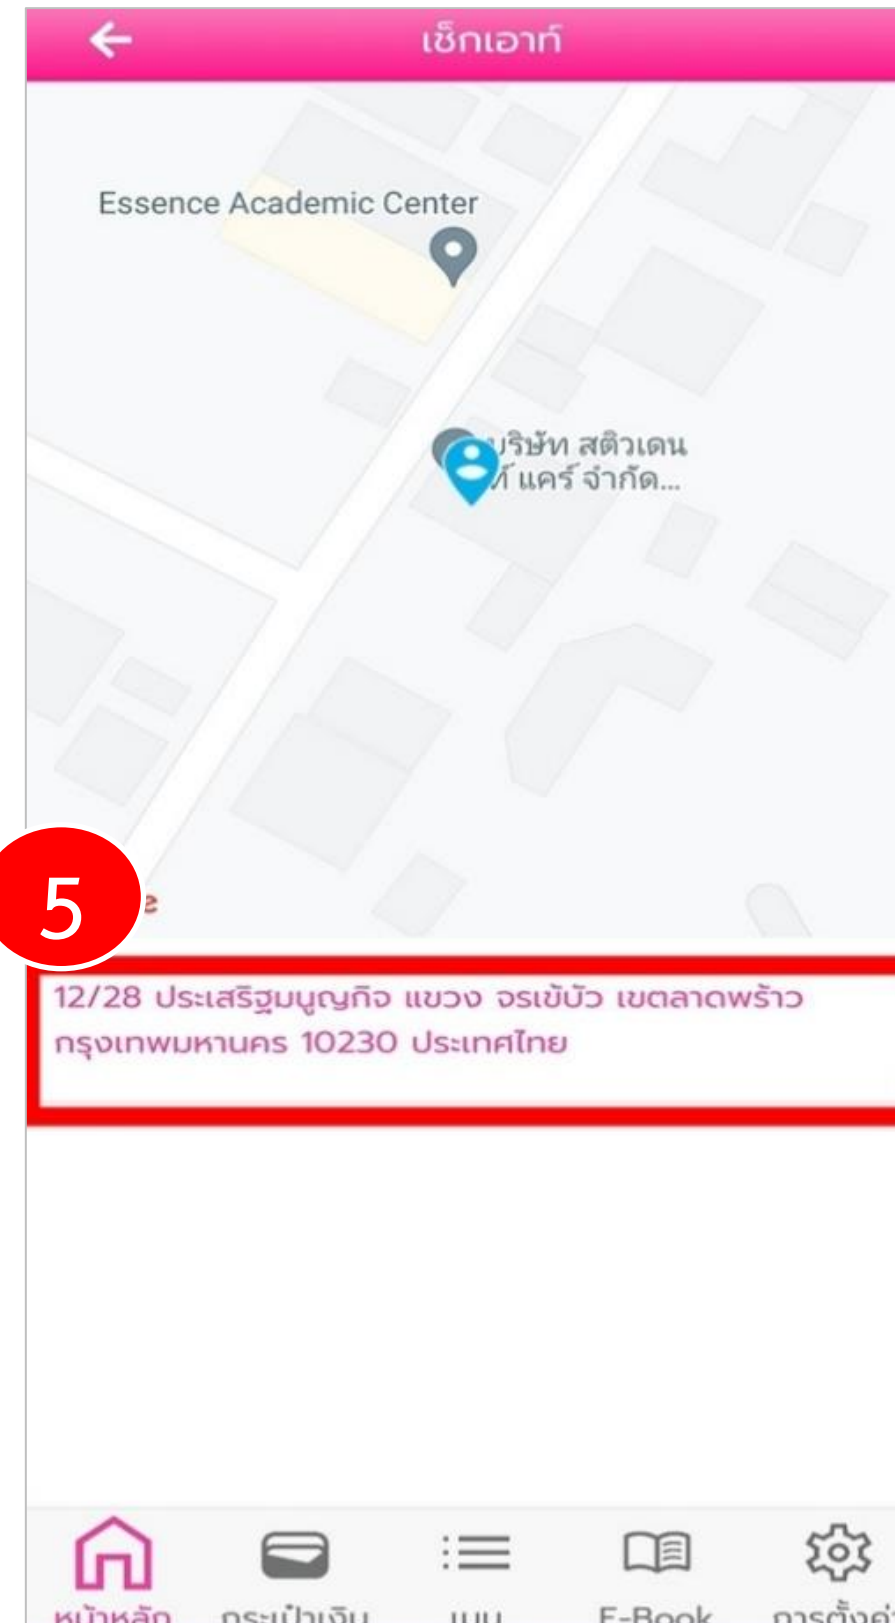 เช็กเอาท์
Essence Academic Center
บริษัท สติวเดน
ท์ แคร์ จำกัด...
5
12/28 ประเสริฐมนูญกิจ แขวง จรเข้บัว เขตลาดพร้าว
กรุงเทพมหานคร 10230 ประเทศไทย
หน้าหลัก กระเป๋าเงิน เมนู E-Book